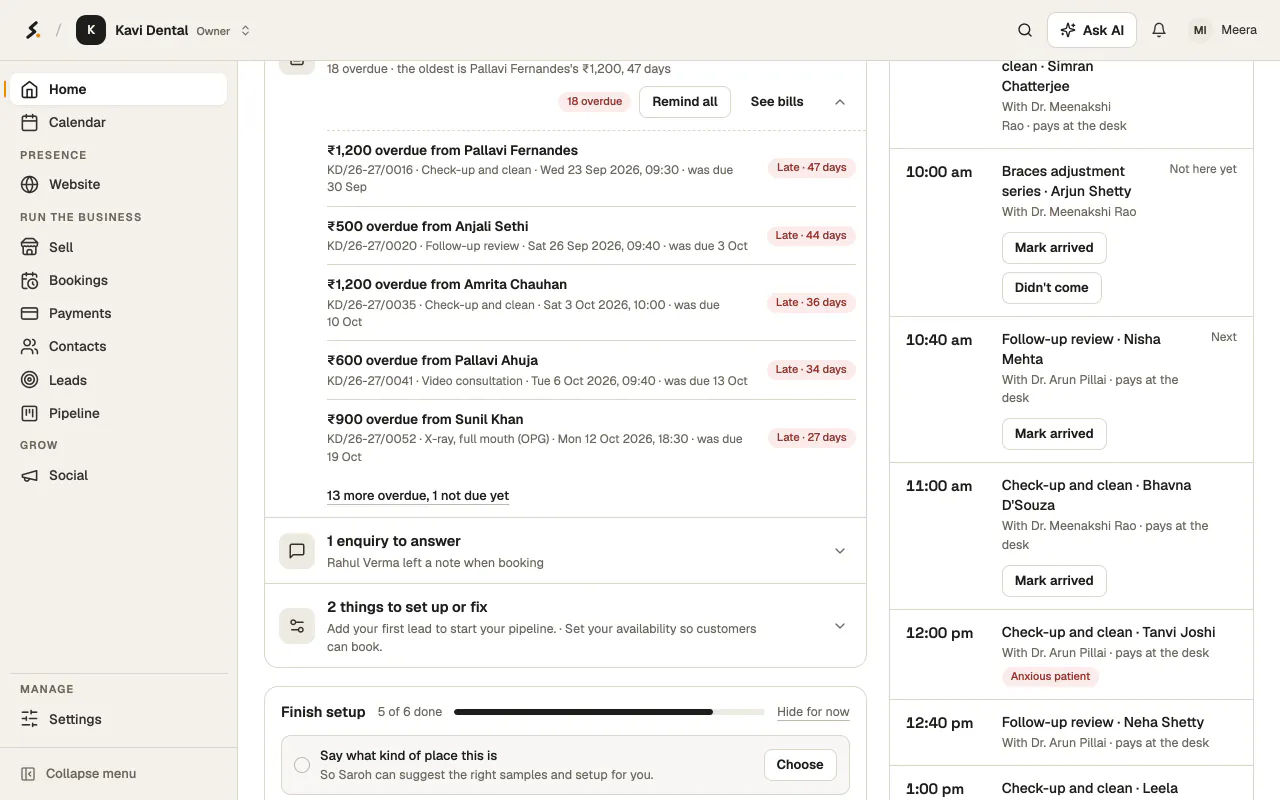 K
Kavi Dental
Owner
Ask AI
MI
Meera
Home
Calendar
PRESENCE
Website
RUN THE BUSINESS
Sell
Bookings
Payments
Contacts
Leads
Pipeline
GROW
Social
MANAGE
Settings
Collapse menu
18 overdue · the oldest is Pallavi Fernandes's ₹1,200, 47 days
18 overdue
Remind all
See bills
₹1,200 overdue from Pallavi Fernandes
KD/26-27/0016 · Check-up and clean · Wed 23 Sep 2026, 09:30 · was due
30 Sep
Late · 47 days
₹500 overdue from Anjali Sethi
KD/26-27/0020 · Follow-up review · Sat 26 Sep 2026, 09:40 · was due 3 Oct
Late · 44 days
₹1,200 overdue from Amrita Chauhan
KD/26-27/0035 · Check-up and clean · Sat 3 Oct 2026, 10:00 · was due
10 Oct
Late · 36 days
₹600 overdue from Pallavi Ahuja
KD/26-27/0041 · Video consultation · Tue 6 Oct 2026, 09:40 · was due 13 Oct
Late · 34 days
₹900 overdue from Sunil Khan
KD/26-27/0052 · X-ray, full mouth (OPG) · Mon 12 Oct 2026, 18:30 · was due
19 Oct
Late · 27 days
13 more overdue, 1 not due yet
1 enquiry to answer
Rahul Verma left a note when booking
2 things to set up or fix
Add your first lead to start your pipeline. · Set your availability so customers
can book.
Finish setup
5 of 6 done
Hide for now
Say what kind of place this is
So Saroh can suggest the right samples and setup for you.
Choose
clean · Simran
Chatterjee
With Dr. Meenakshi
Rao · pays at the desk
10:00 am
Braces adjustment
series · Arjun Shetty
Not here yet
With Dr. Meenakshi Rao
Mark arrived
Didn't come
10:40 am
Follow-up review · Nisha
Mehta
Next
With Dr. Arun Pillai · pays at the
desk
Mark arrived
11:00 am
Check-up and clean · Bhavna
D'Souza
With Dr. Meenakshi Rao · pays at the
desk
Mark arrived
12:00 pm
Check-up and clean · Tanvi Joshi
With Dr. Arun Pillai · pays at the desk
Anxious patient
12:40 pm
Follow-up review · Neha Shetty
With Dr. Arun Pillai · pays at the desk
1:00 pm
Check-up and clean · Leela